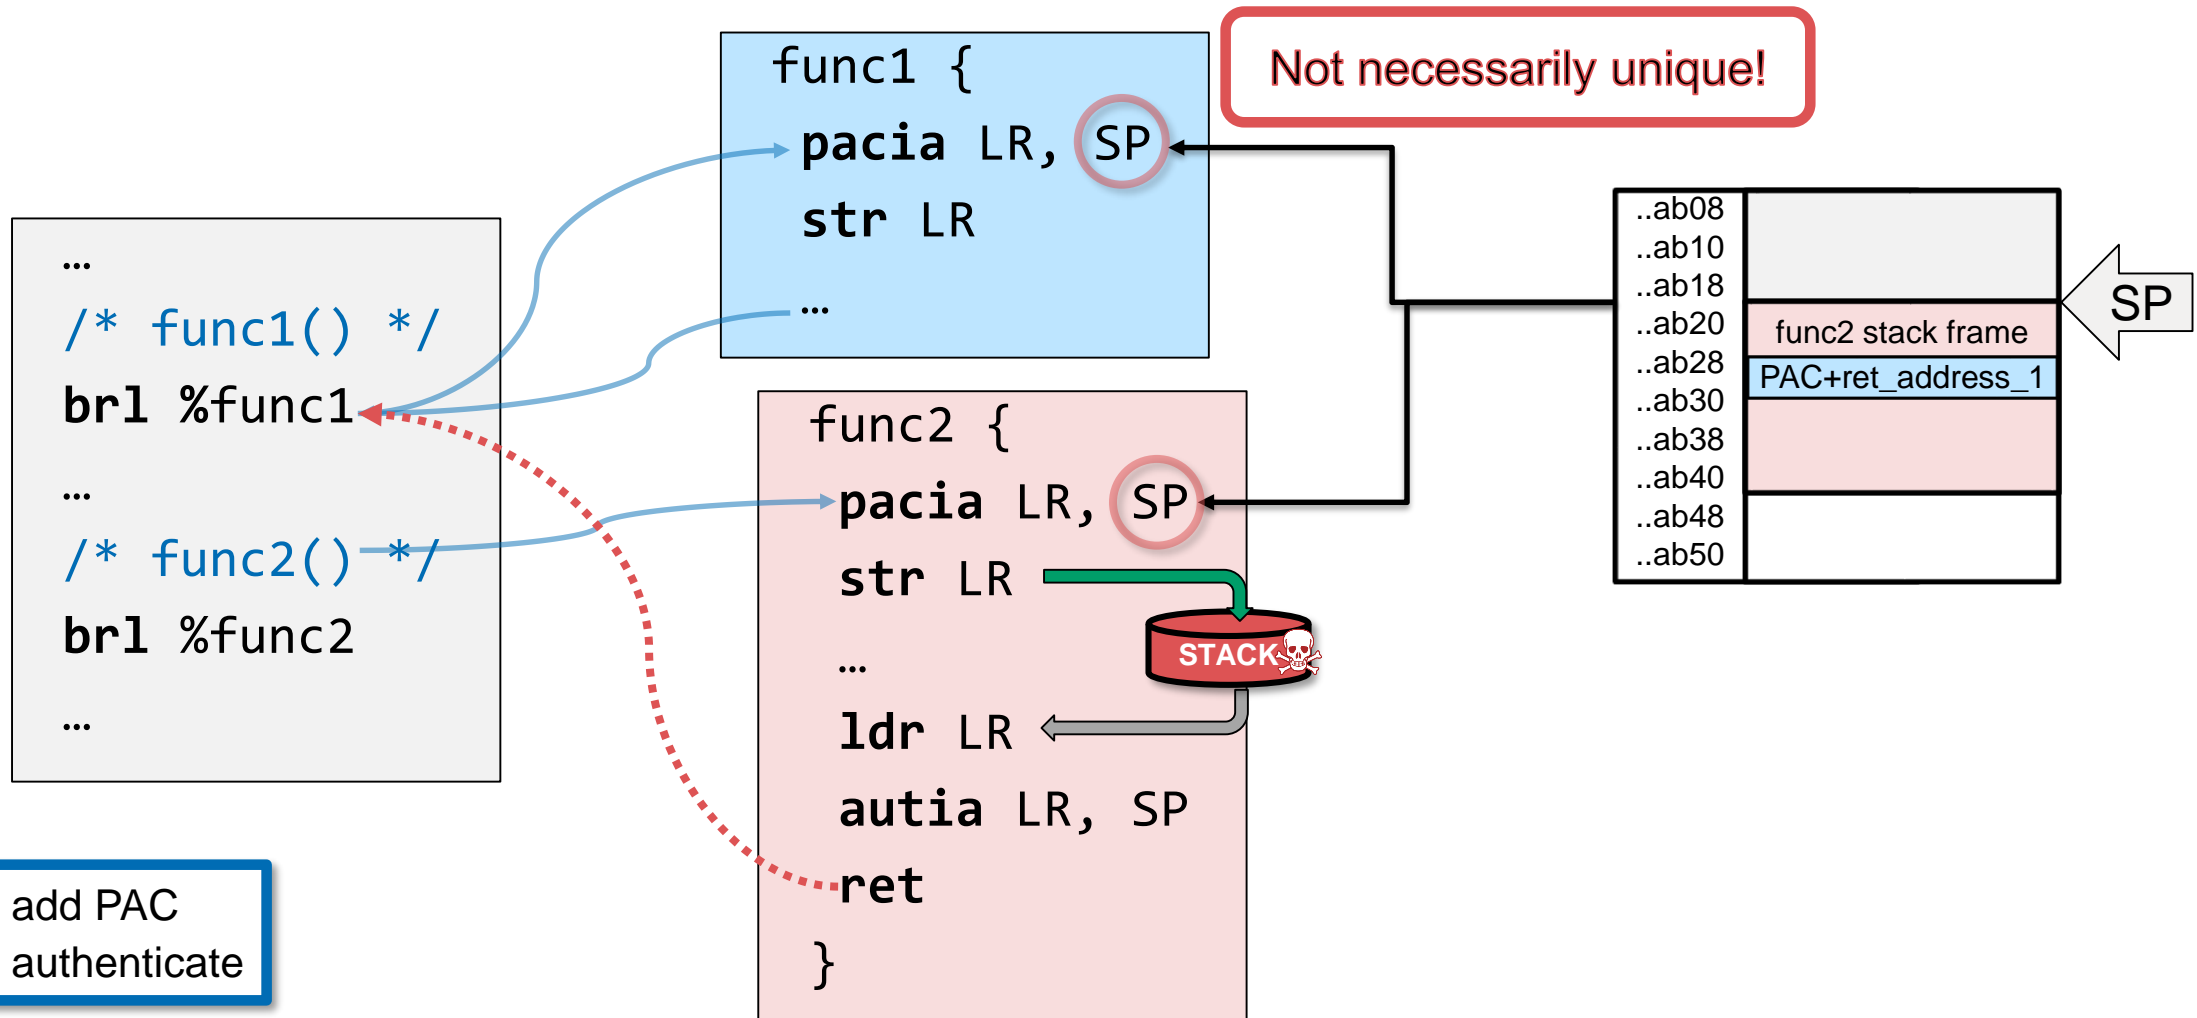 …
/* func1() */
brl %func1
…
/* func2() */
brl %func2
…
add PAC
authenticate
func1 {
pacia LR, SP
str LR
…
func2 {
pacia LR, SP
str LR
…
ldr LR
autia LR, SP
ret
}
STACK
Not necessarily unique!
..ab08
..ab10
..ab18
..ab20
..ab28
..ab30
..ab38
..ab40
..ab48
..ab50
func2 stack frame
PAC+ret_address_1
SP